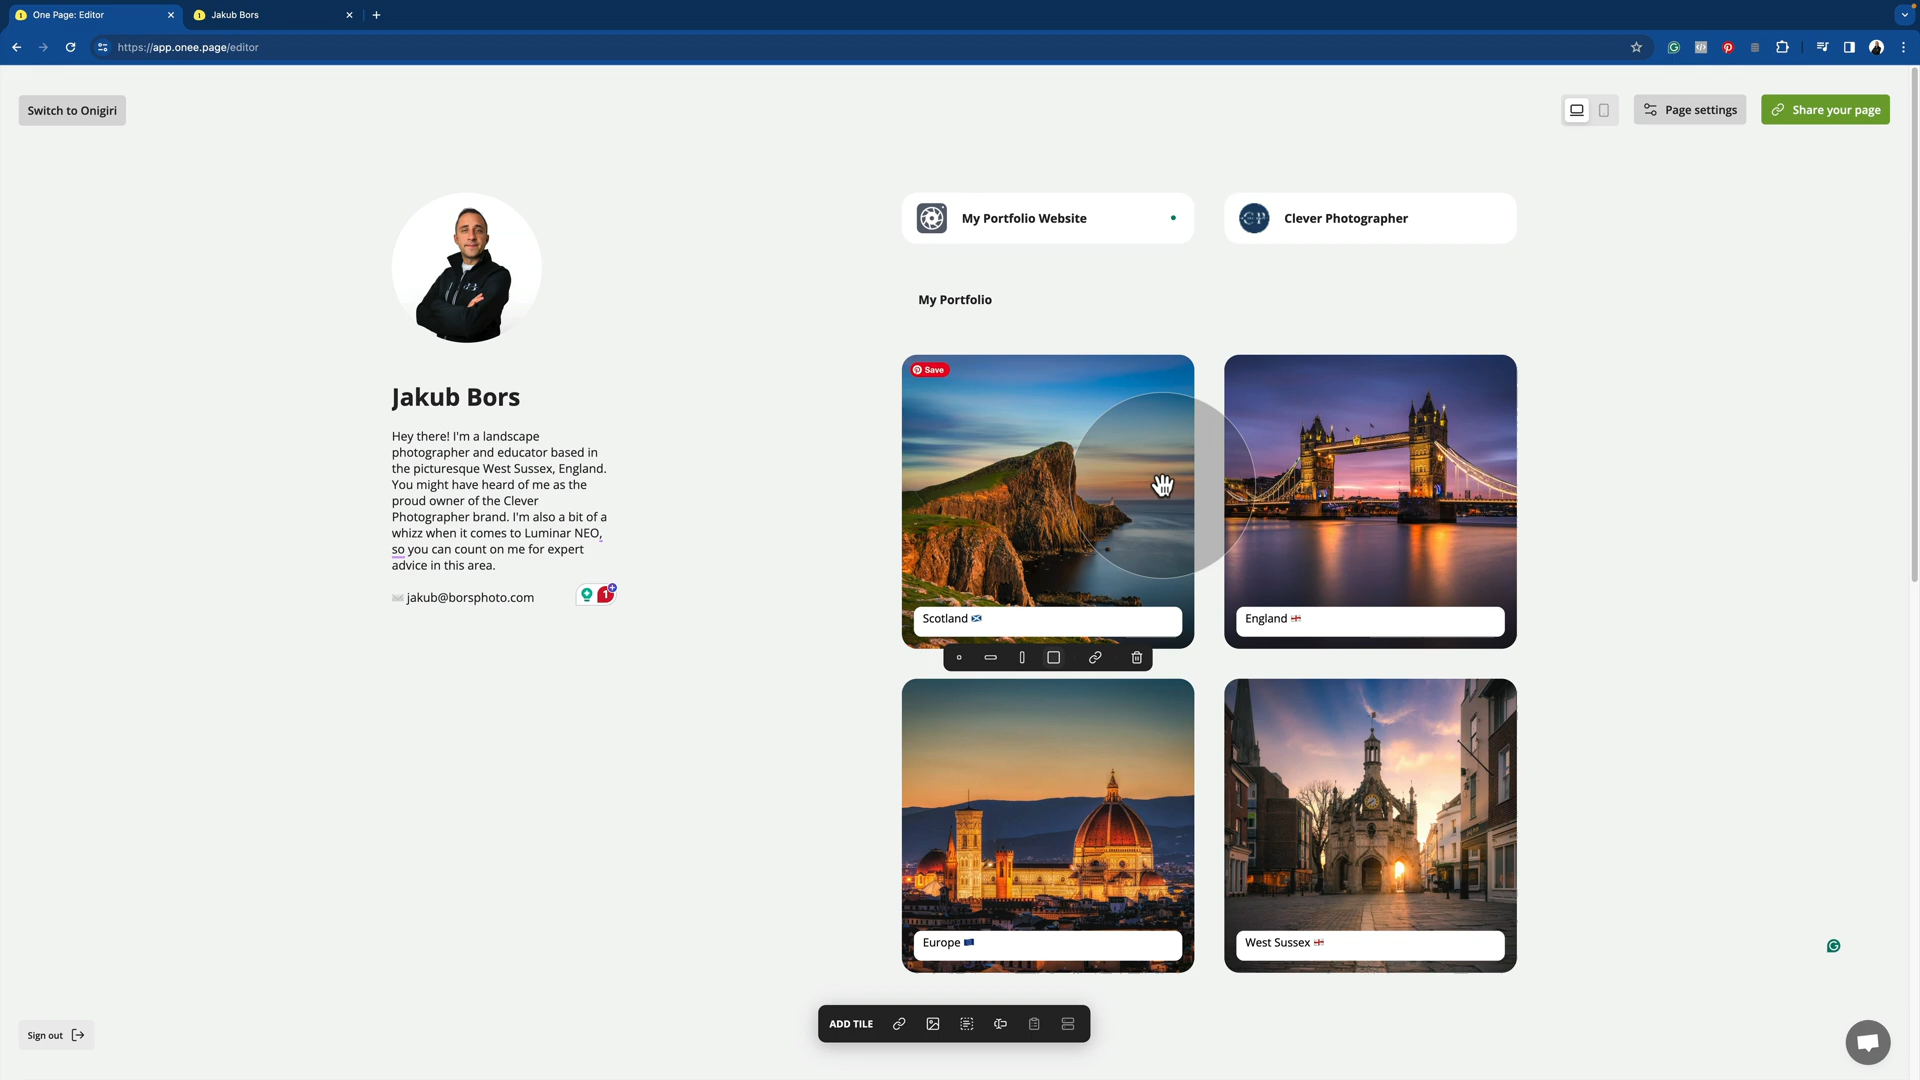 One Page: Editor
Jakub Bors
https://app.onee.page/editor
Switch to Onigiri
Page settings
Share your page
My Portfolio Website
Clever Photographer
My Portfolio
Save
Jakub Bors
Hey there! I'm a landscape
photographer and educator based in
the picturesque West Sussex, England.
You might have heard of me as the
proud owner of the Clever
Photographer brand. I'm also a bit of a
whizz when it comes to Luminar NEO,
so you can count on me for expert
advice in this area.
jakub@borsphoto.com
1
Scotland
England
Europe
West Sussex
ADD TILE
Sign out